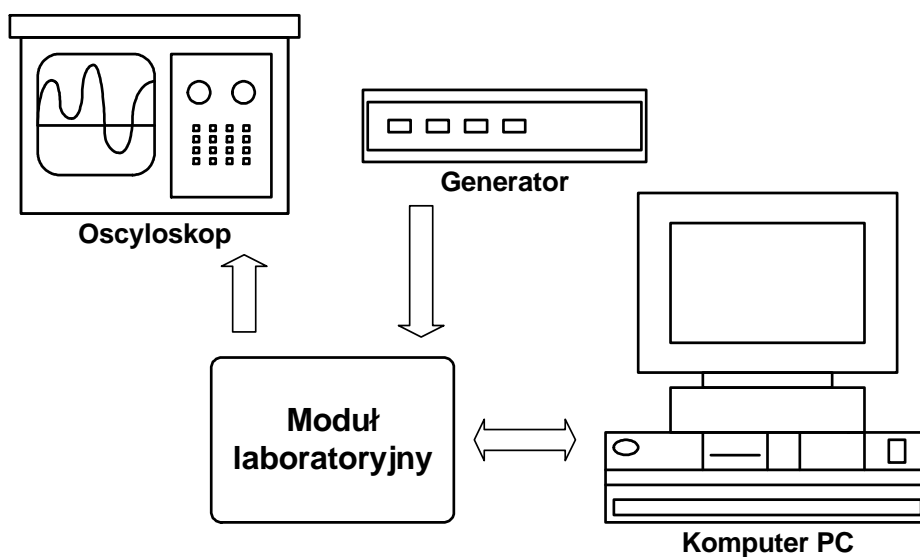 Oscyloskop
Generator
Moduł
laboratoryjny
Komputer PC